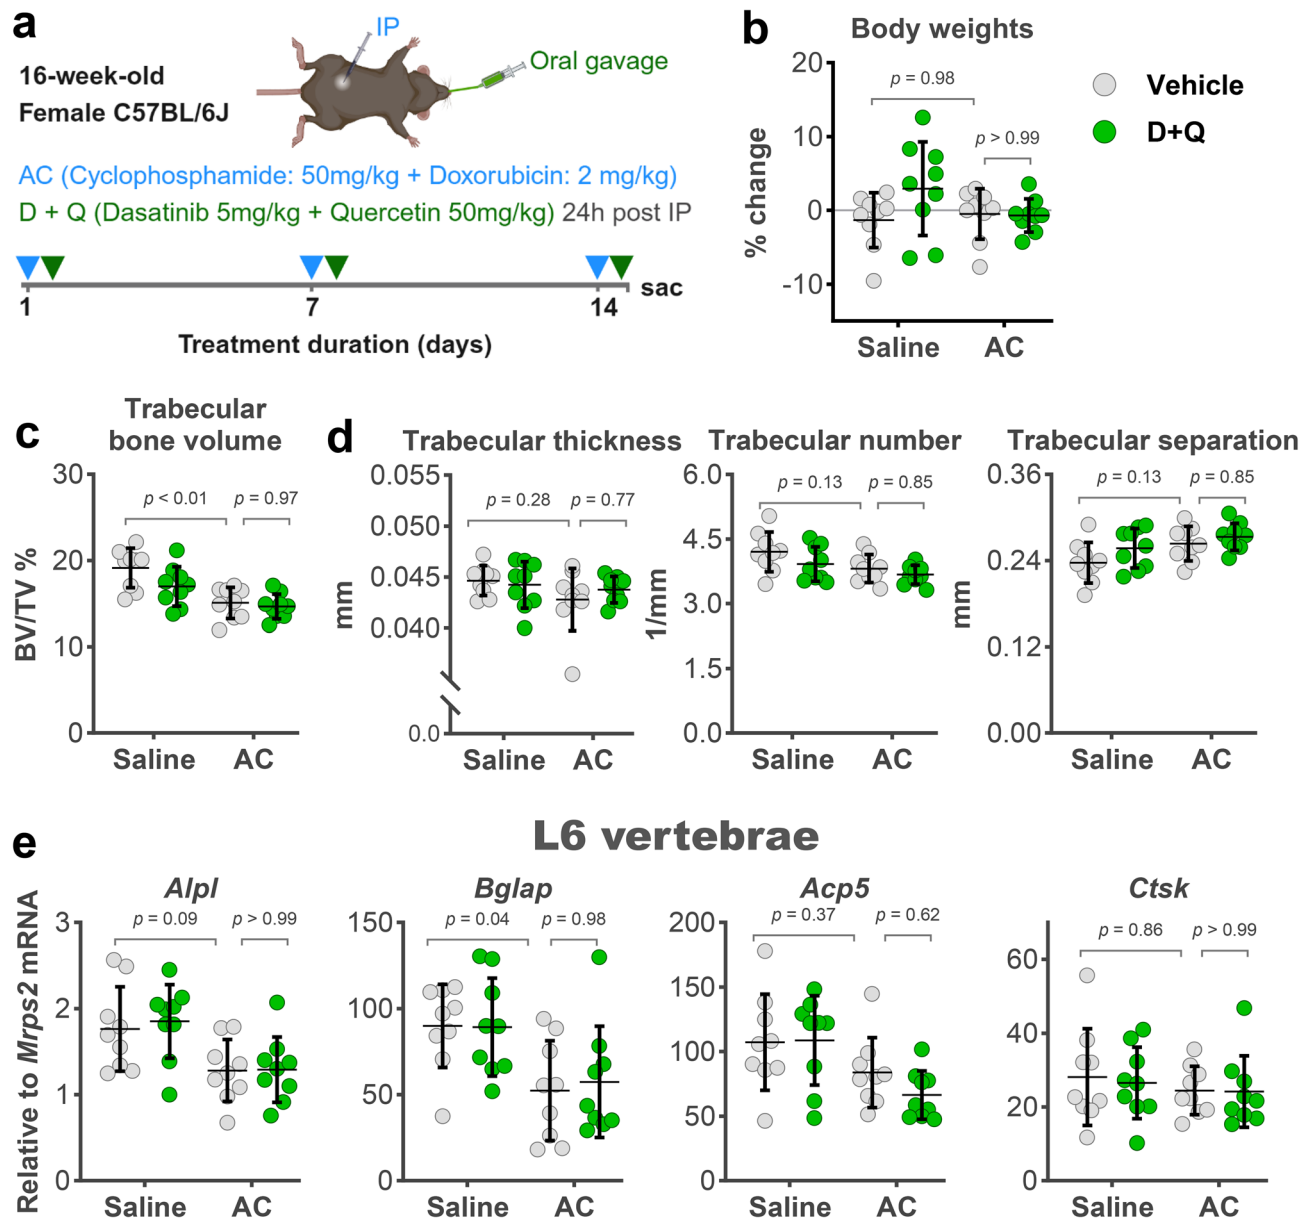 a
IP
Oral gavage
16-week-old
Female C57BL/6J
AC (Cyclophosphamide: 50mg/kg + Doxorubicin: 2 mg/kg)
D + Q (Dasatinib 5mg/kg + Quercetin 50mg/kg) 24h post IP
sac
1
7
14
Treatment duration (days)
b
Body weights
20
10
0
-10
% change
p = 0.98
p > 0.99
Saline
AC
Vehicle
D+Q
c
Trabecular
bone volume
30
20
10
0
BV/TV %
p < 0.01
p = 0.97
Saline
AC
d
Trabecular thickness
0.055
0.050
0.045
0.040
0.0
mm
p = 0.28
p = 0.77
Saline
AC
Trabecular number
6.0
4.5
3.0
1.5
0.0
1/mm
p = 0.13
p = 0.85
Saline
AC
Trabecular separation
0.36
0.24
0.12
0.00
mm
p = 0.13
p = 0.85
Saline
AC
e
L6 vertebrae
Alpl
3
2
1
0
Relative to Mrps2 mRNA
p = 0.09
p > 0.99
Saline
AC
Bglap
150
100
50
0
p = 0.04
p = 0.98
Saline
AC
Acp5
200
150
100
50
0
p = 0.37
p = 0.62
Saline
AC
Ctsk
60
40
20
0
p = 0.86
p > 0.99
Saline
AC